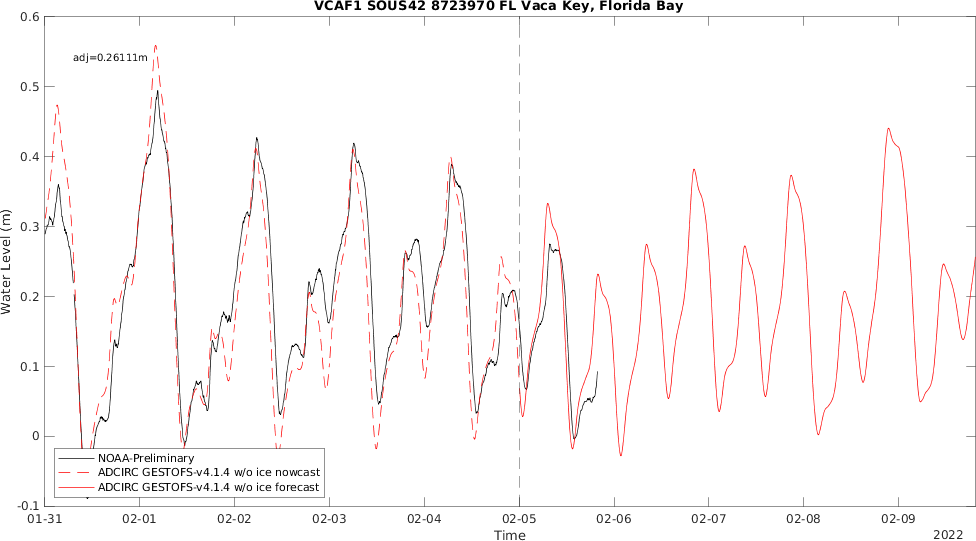 VCAF1 SOUS42 8723970 FL Vaca Key, Florida Bay
adj=0.26111m
0.6
0.5
0.4
0.3
0.2
0.1
0
-0.1
Water Level (m)
NOAA-Preliminary
ADCIRC GESTOFS-v4.1.4 w/o ice nowcast
ADCIRC GESTOFS-v4.1.4 w/o ice forecast
01-31 02-01 02-02 02-03 02-04 02-05 02-06 02-07 02-08 02-09
Time
2022